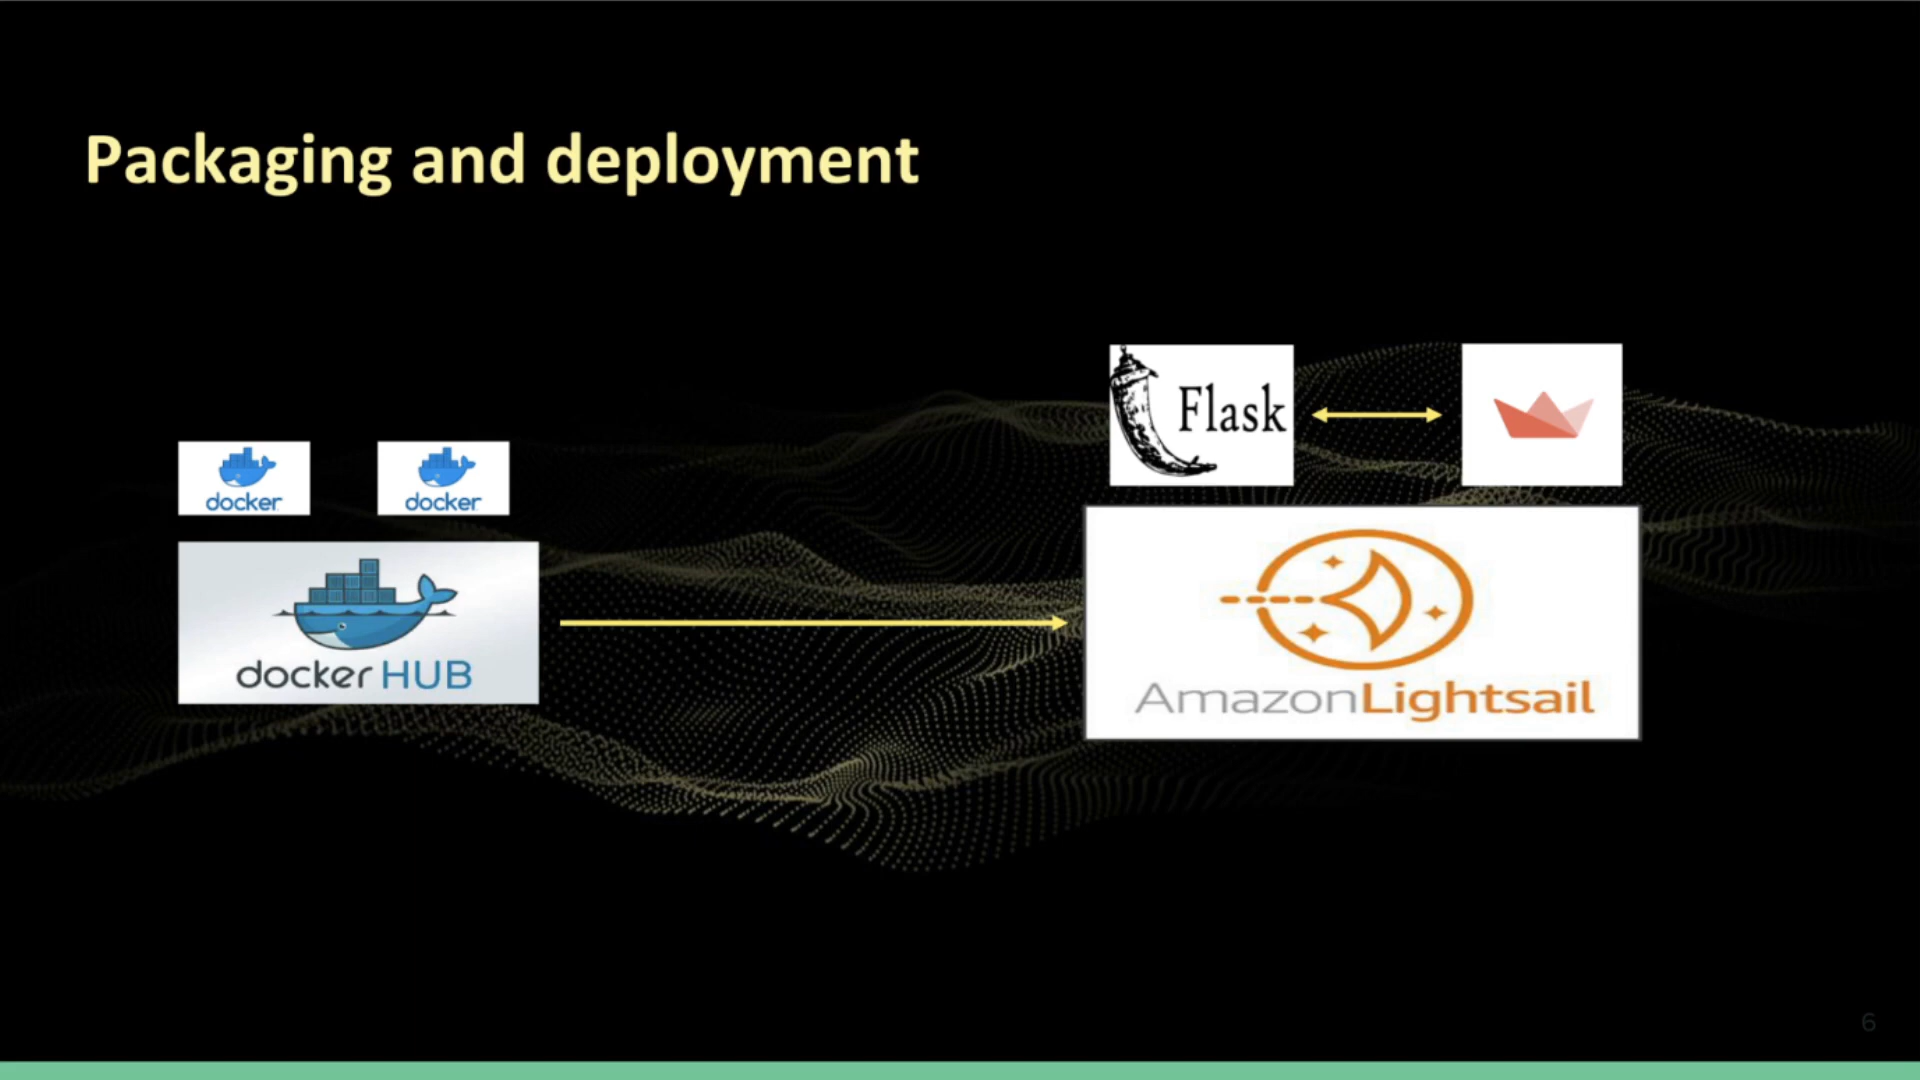 Packaging and deployment
Flask
docker
docker
docker HUB
AmazonLightsail
6